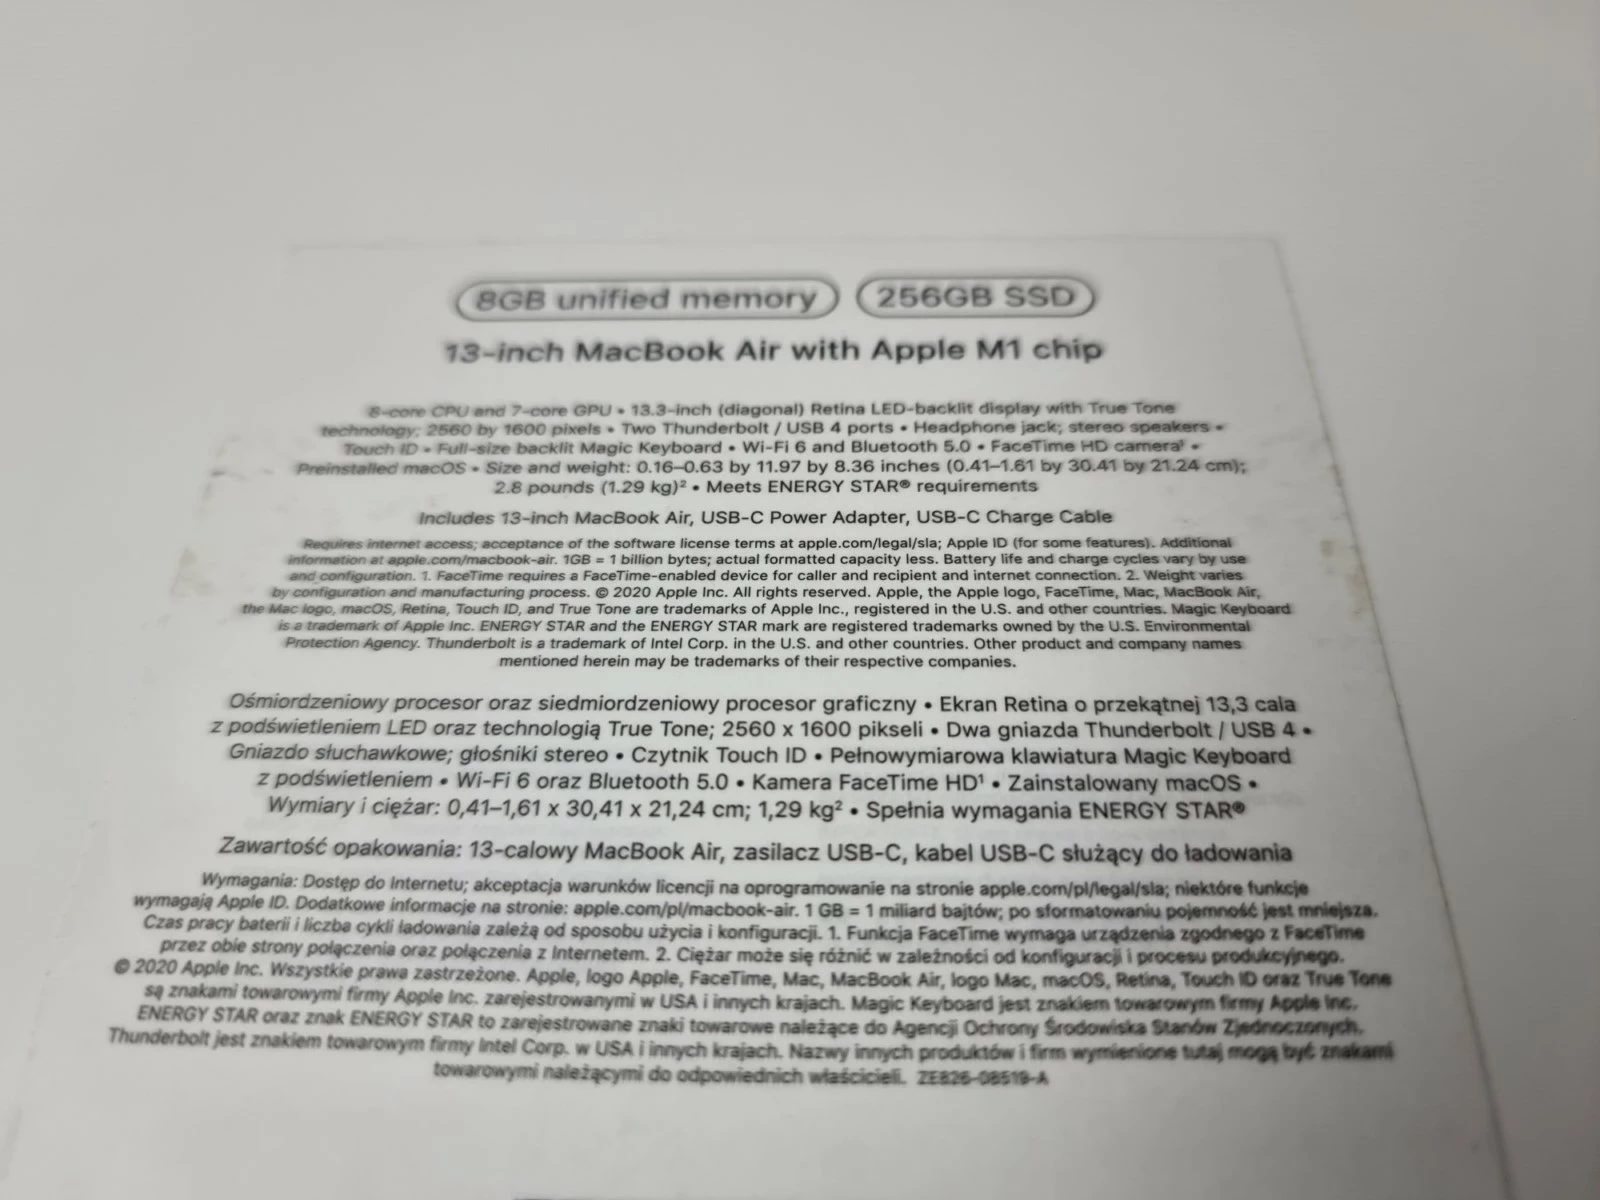 8GB unified memory 256GB SSD
13-inch MacBook Air with Apple M1 chip
8-core CPU and 7-core GPU • 13.3-inch (diagonal) Retina LED-backlit display with True Tone
technology; 2560 by 1600 pixels • Two Thunderbolt / USB 4 ports • Headphone jack; stereo speakers •
Touch ID • Full-size backlit Magic Keyboard • Wi-Fi 6 and Bluetooth 5.0 • FaceTime HD camera¹ •
Preinstalled macOS • Size and weight: 0.16–0.63 by 11.97 by 8.36 inches (0.41–1.61 by 30.41 by 21.24 cm);
2.8 pounds (1.29 kg)² • Meets ENERGY STAR® requirements
Includes 13-inch MacBook Air, USB-C Power Adapter, USB-C Charge Cable
Requires internet access; acceptance of the software license terms at apple.com/legal/sla; Apple ID (for some features). Additional
information at apple.com/macbook-air. 1GB = 1 billion bytes; actual formatted capacity less. Battery life and charge cycles vary by use
and configuration. 1. FaceTime requires a FaceTime-enabled device for caller and recipient and internet connection. 2. Weight varies
by configuration and manufacturing process. © 2020 Apple Inc. All rights reserved. Apple, the Apple logo, FaceTime, Mac, MacBook Air,
the Mac logo, macOS, Retina, Touch ID, and True Tone are trademarks of Apple Inc., registered in the U.S. and other countries. Magic Keyboard
is a trademark of Apple Inc. ENERGY STAR and the ENERGY STAR mark are registered trademarks owned by the U.S. Environmental
Protection Agency. Thunderbolt is a trademark of Intel Corp. in the U.S. and other countries. Other product and company names
mentioned herein may be trademarks of their respective companies.
Ośmiordzeniowy procesor oraz siedmiordzeniowy procesor graficzny • Ekran Retina o przekątnej 13,3 cala
z podświetleniem LED oraz technologią True Tone; 2560 x 1600 pikseli • Dwa gniazda Thunderbolt / USB 4 •
Gniazdo słuchawkowe; głośniki stereo • Czytnik Touch ID • Pełnowymiarowa klawiatura Magic Keyboard
z podświetleniem • Wi-Fi 6 oraz Bluetooth 5.0 • Kamera FaceTime HD¹ • Zainstalowany macOS •
Wymiary i ciężar: 0,41–1,61 x 30,41 x 21,24 cm; 1,29 kg² • Spełnia wymagania ENERGY STAR®
Zawartość opakowania: 13-calowy MacBook Air, zasilacz USB-C, kabel USB-C służący do ładowania
Wymagania: Dostęp do Internetu; akceptacja warunków licencji na oprogramowanie na stronie apple.com/pl/legal/sla; niektóre funkcje
wymagają Apple ID. Dodatkowe informacje na stronie: apple.com/pl/macbook-air. 1 GB = 1 miliard bajtów; po sformatowaniu pojemność jest mniejsza.
Czas pracy baterii i liczba cykli ładowania zależą od sposobu użycia i konfiguracji. 1. Funkcja FaceTime wymaga urządzenia zgodnego z FaceTime
przez obie strony połączenia oraz połączenia z Internetem. 2. Ciężar może się różnić w zależności od konfiguracji i procesu produkcyjnego.
© 2020 Apple Inc. Wszystkie prawa zastrzeżone. Apple, logo Apple, FaceTime, Mac, MacBook Air, logo Mac, macOS, Retina, Touch ID oraz True Tone
są znakami towarowymi firmy Apple Inc. zarejestrowanymi w USA i innych krajach. Magic Keyboard jest znakiem towarowym firmy Apple Inc.
ENERGY STAR oraz znak ENERGY STAR to zarejestrowane znaki towarowe należące do Agencji Ochrony Środowiska Stanów Zjednoczonych.
Thunderbolt jest znakiem towarowym firmy Intel Corp. w USA i innych krajach. Nazwy innych produktów i firm wymienione tutaj mogą być znakami
towarowymi należącymi do odpowiednich właścicieli. ZE826-08519-A